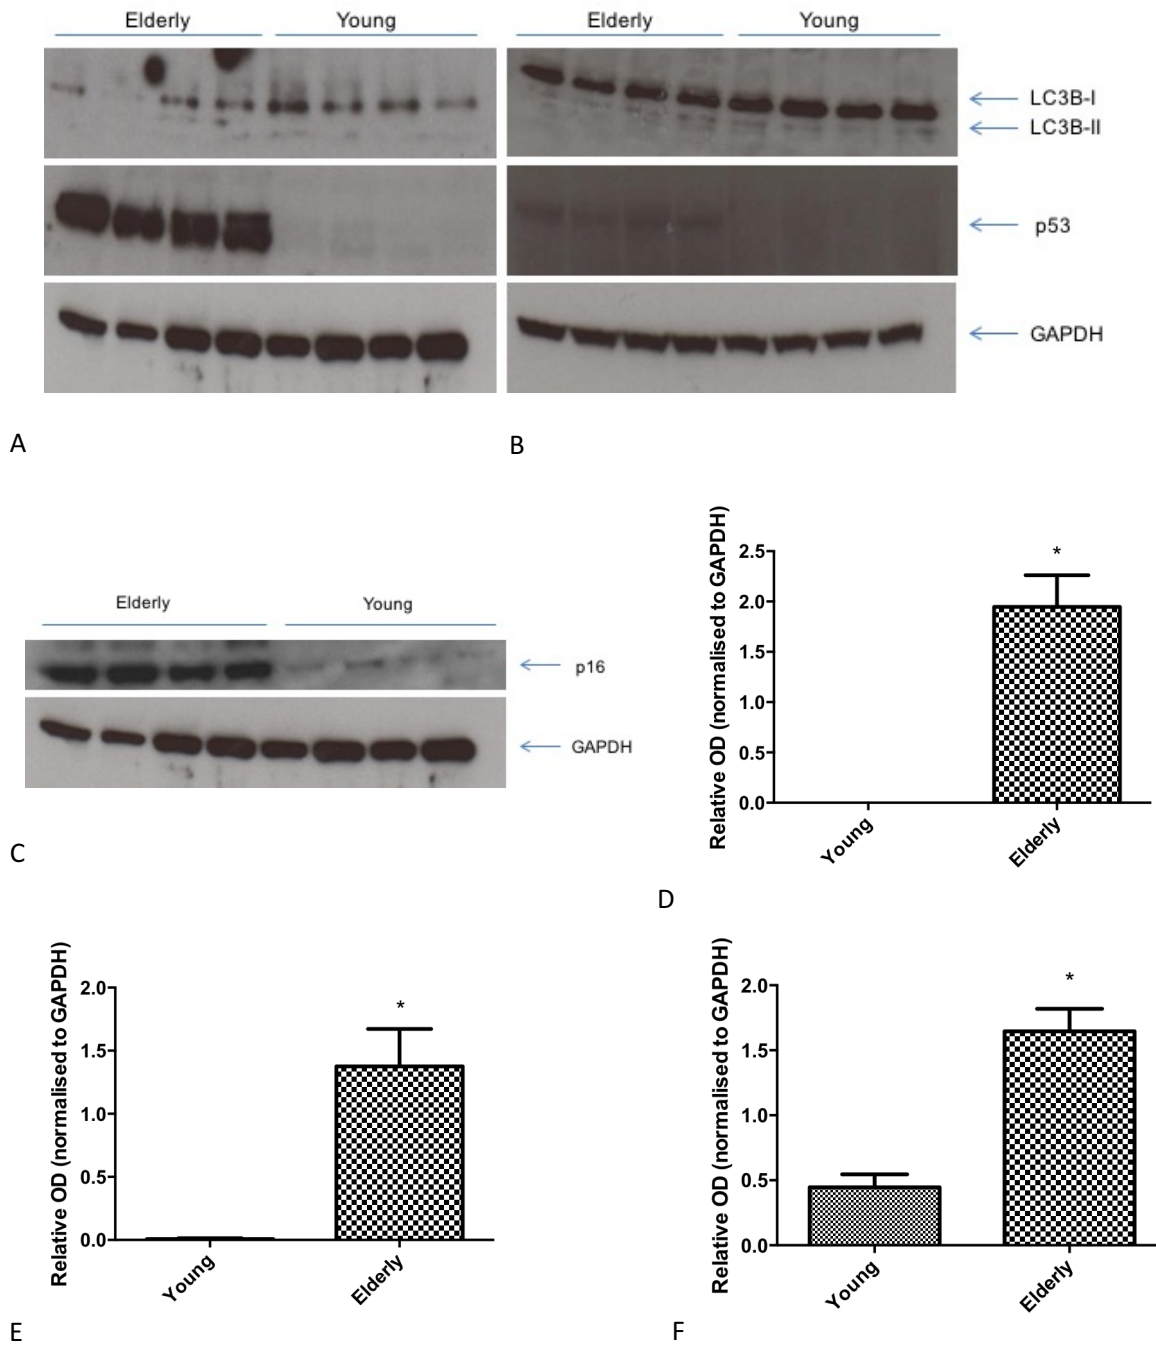 Elderly Young Elderly Young
LC3B-I
LC3B-II
p53
GAPDH
A B
Elderly Young
p16
GAPDH
C
Relative OD (normalised to GAPDH)
2.5
2.0
1.5
1.0
0.5
0.0
*
Young Elderly
D
Relative OD (normalised to GAPDH)
2.0
1.5
1.0
0.5
0.0
*
Young Elderly
E
Relative OD (normalised to GAPDH)
2.0
1.5
1.0
0.5
0.0
*
Young Elderly
F